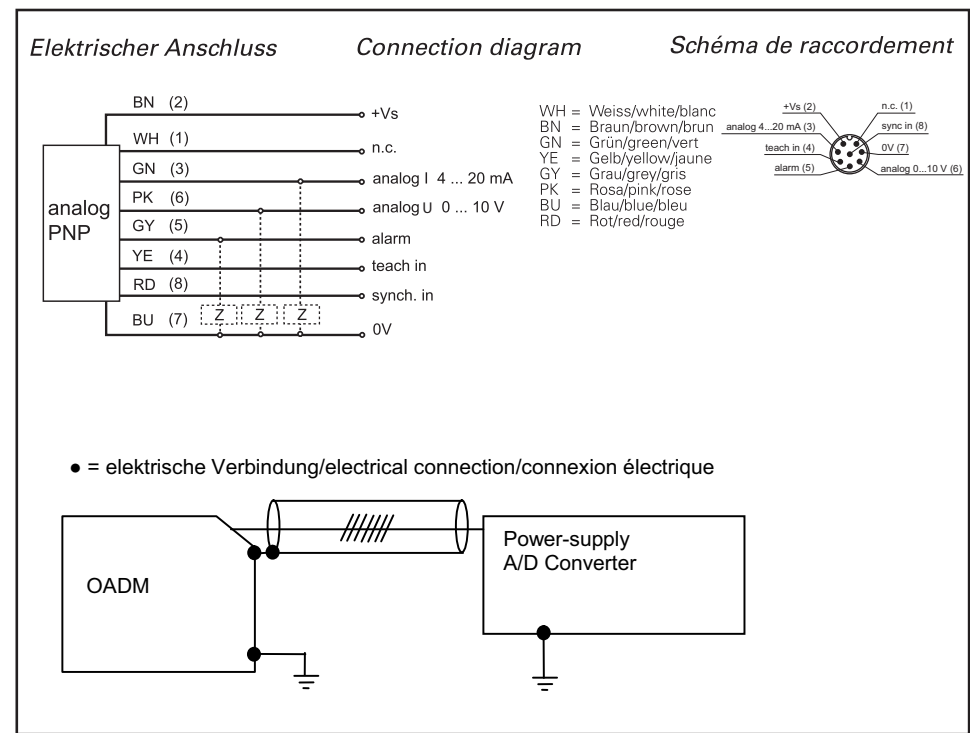 Elektrischer Anschluss Connection diagram Schéma de raccordement
BN (2)
+Vs
WH (1)
n.c.
GN (3)
analog I 4 ... 20 mA
PK (6)
analog U 0 ... 10 V
GY (5)
alarm
YE (4)
teach in
RD (8)
synch. in
BU (7)
0V
analog
PNP
Z Z Z
WH = Weiss/white/blanc
BN = Braun/brown/brun
GN = Grün/green/vert
YE = Gelb/yellow/jaune
GY = Grau/grey/gris
PK = Rosa/pink/rose
BU = Blau/blue/bleu
RD = Rot/red/rouge
+Vs (2)
n.c. (1)
analog 4...20 mA (3)
sync in (8)
teach in (4)
0V (7)
alarm (5)
analog 0...10 V (6)
● = elektrische Verbindung/electrical connection/connexion électrique
OADM
Power-supply
A/D Converter